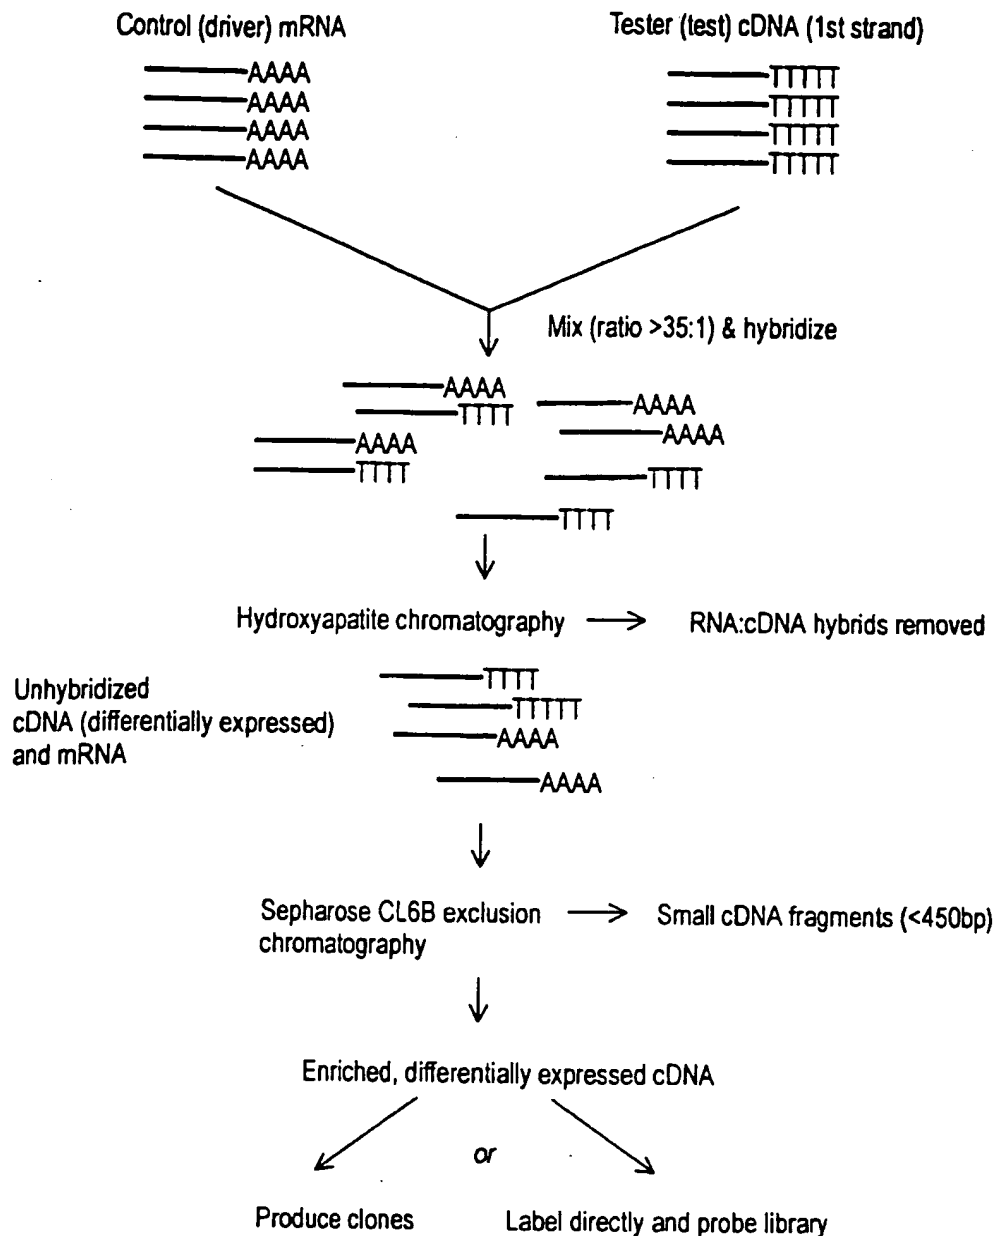 Control (driver) mRNA
Tester (test) cDNA (1st strand)
AAAA
TTTTT
AAAA
TTTTT
AAAA
TTTTT
AAAA
TTTTT
Mix (ratio >35:1) & hybridize
AAAA
AAAA
TTTT
AAAA
AAAA
TTTT
TTTT
TTTT
Hydroxyapatite chromatography
RNA:cDNA hybrids removed
Unhybridized
cDNA (differentially expressed)
and mRNA
TTTT
TTTTT
AAAA
AAAA
Sepharose CL6B exclusion
chromatography
Small cDNA fragments (<450bp)
Enriched, differentially expressed cDNA
or
Produce clones
Label directly and probe library